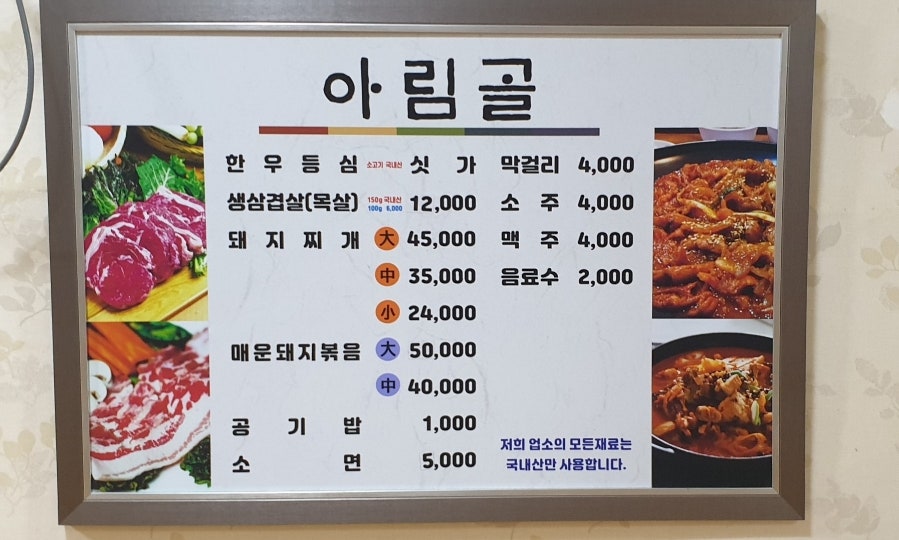 아림골
한우등심 소고기 국내산 싯가
생삼겹살(목살) 150g 국내산 100g 8,000 12,000
돼지찌개 大 45,000
中 35,000
小 24,000
매운돼지볶음 大 50,000
中 40,000
공기밥 1,000
소면 5,000
막걸리 4,000
소주 4,000
맥주 4,000
음료수 2,000
저희 업소의 모든재료는
국내산만 사용합니다.